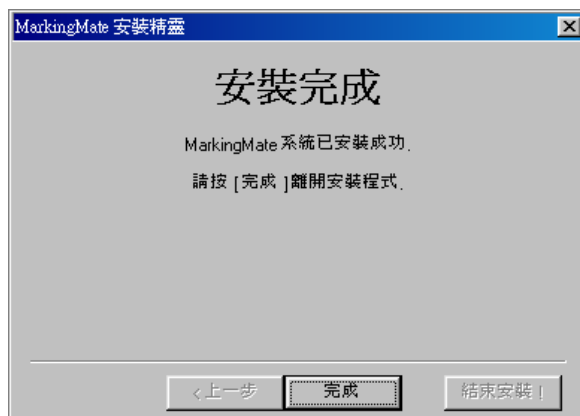 MarkingMate 安裝精靈
安裝完成
MarkingMate 系統已安裝成功.
請按 [完成 ]離開安裝程式.
<上一步
完成
結束安裝!